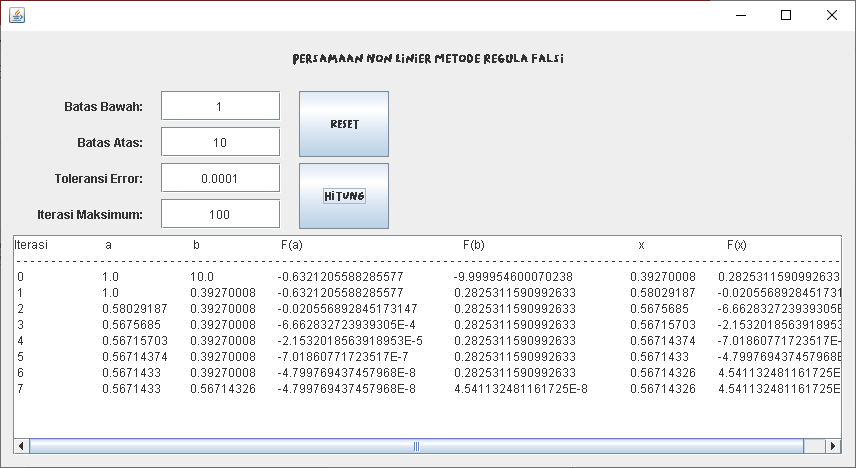 PERSAMAAN NON LINIER METODE REGULA FALSI
Batas Bawah: 1
RESET
Batas Atas: 10
Toleransi Error: 0.0001
HITUNG
Iterasi Maksimum: 100
Iterasi a b F(a) F(b) x F(x)
0 1.0 10.0 -0.6321205588285577 -9.999954600070238 0.39270008 0.2825311590992633
1 1.0 0.39270008 -0.6321205588285577 0.2825311590992633 0.58029187 -0.0205568928451731
2 0.58029187 0.39270008 -0.020556892845173147 0.2825311590992633 0.5675685 -6.662832723939305E
3 0.5675685 0.39270008 -6.662832723939305E-4 0.2825311590992633 0.56715703 -2.1532018563918953
4 0.56715703 0.39270008 -2.1532018563918953E-5 0.2825311590992633 0.56714374 -7.01860771723517E-
5 0.56714374 0.39270008 -7.01860771723517E-7 0.2825311590992633 0.5671433 -4.799769437457968E
6 0.5671433 0.39270008 -4.799769437457968E-8 0.2825311590992633 0.56714326 4.541132481161725E
7 0.5671433 0.56714326 -4.799769437457968E-8 4.541132481161725E-8 0.56714326 4.541132481161725E